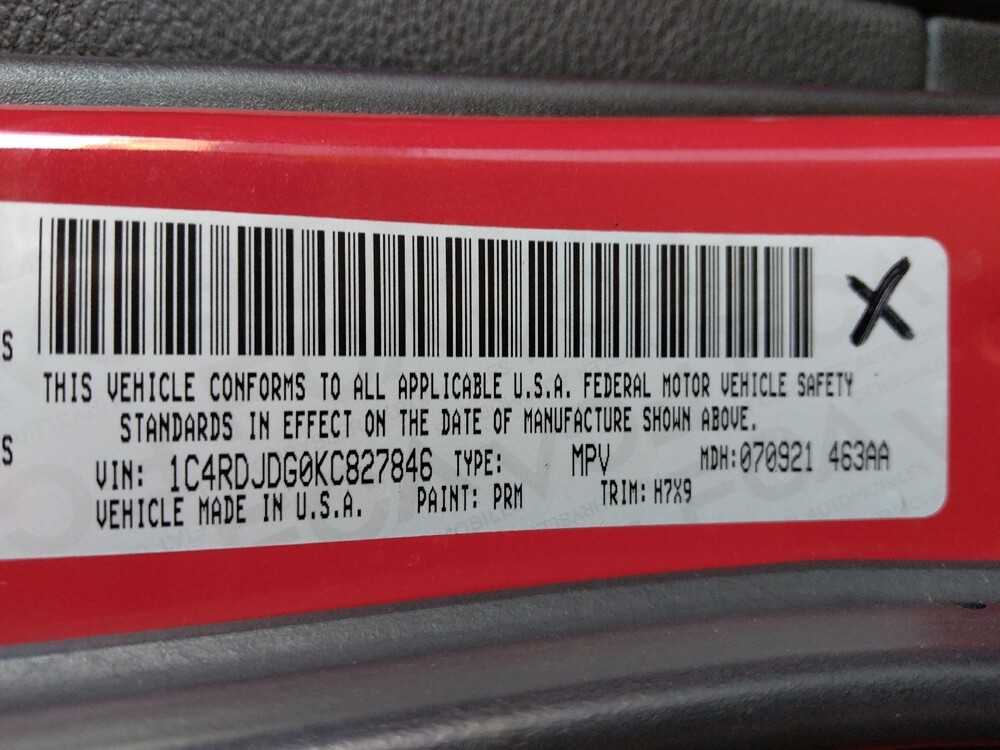 THIS VEHICLE CONFORMS TO ALL APPLICABLE U.S.A. FEDERAL MOTOR VEHICLE SAFETY
S
STANDARDS IN EFFECT ON THE DATE OF MANUFACTURE SHOWN ABOVE.
S
VIN: 1C4RDJDG0KC827846 TYPE: MPV MDH:070921 463AA
VEHICLE MADE IN U.S.A. PAINT: PRM TRIM: H7X9
X